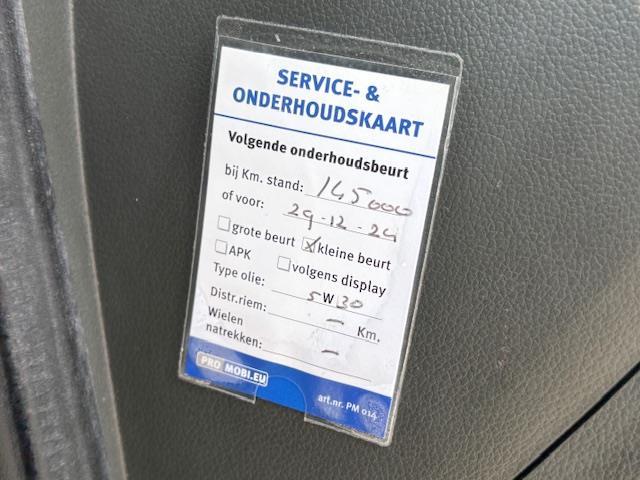 SERVICE- &
ONDERHOUDSKAART
Volgende onderhoudsbeurt
bij Km. stand: 145000
of voor: 29-12-24
grote beurt kleine beurt
APK volgens display
Type olie: 5W30
Distr.riem: — Km.
Wielen
natrekken: —
PRO MOBI.EU
art.nr. PM 014